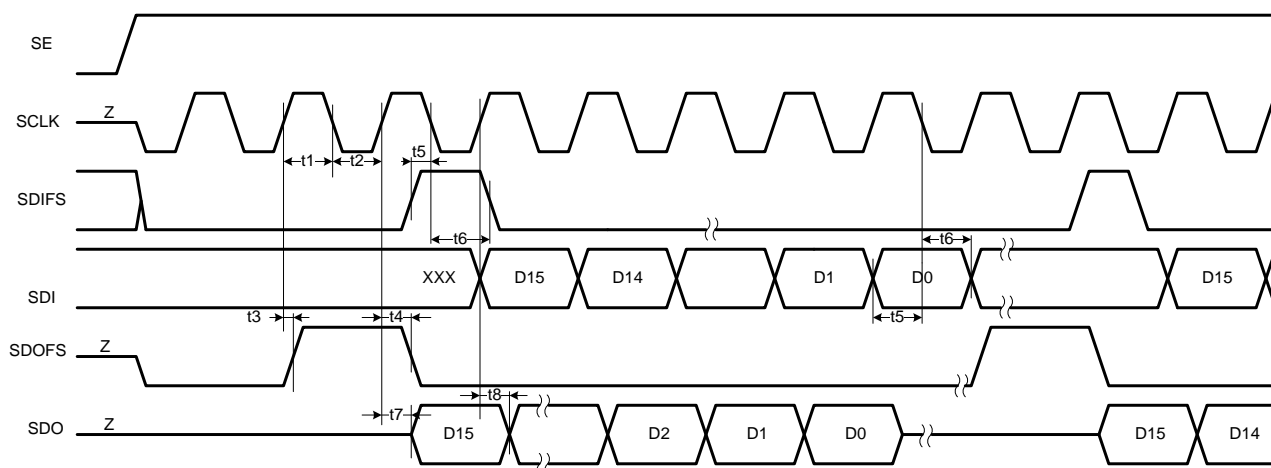 SE
SCLK Z
t1 t2 t5
SDIFS
t6 t6
SDI XXX D15 D14 D1 D0 D15
t3 t4 t5
SDOFS Z
t7 t8
SDO Z D15 D2 D1 D0 D15 D14